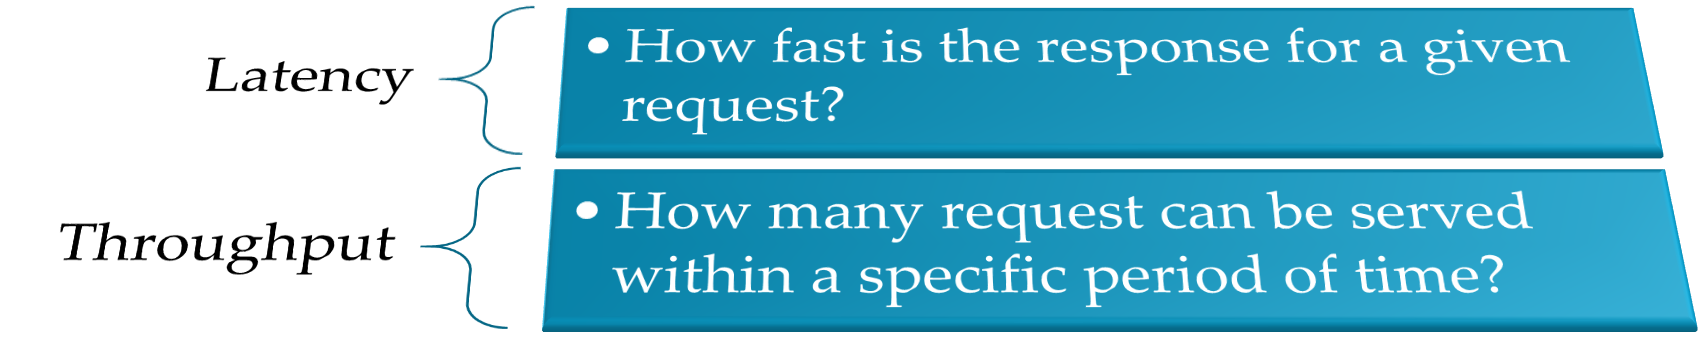 Latency
• How fast is the response for a given
request?
Throughput
• How many request can be served
within a specific period of time?